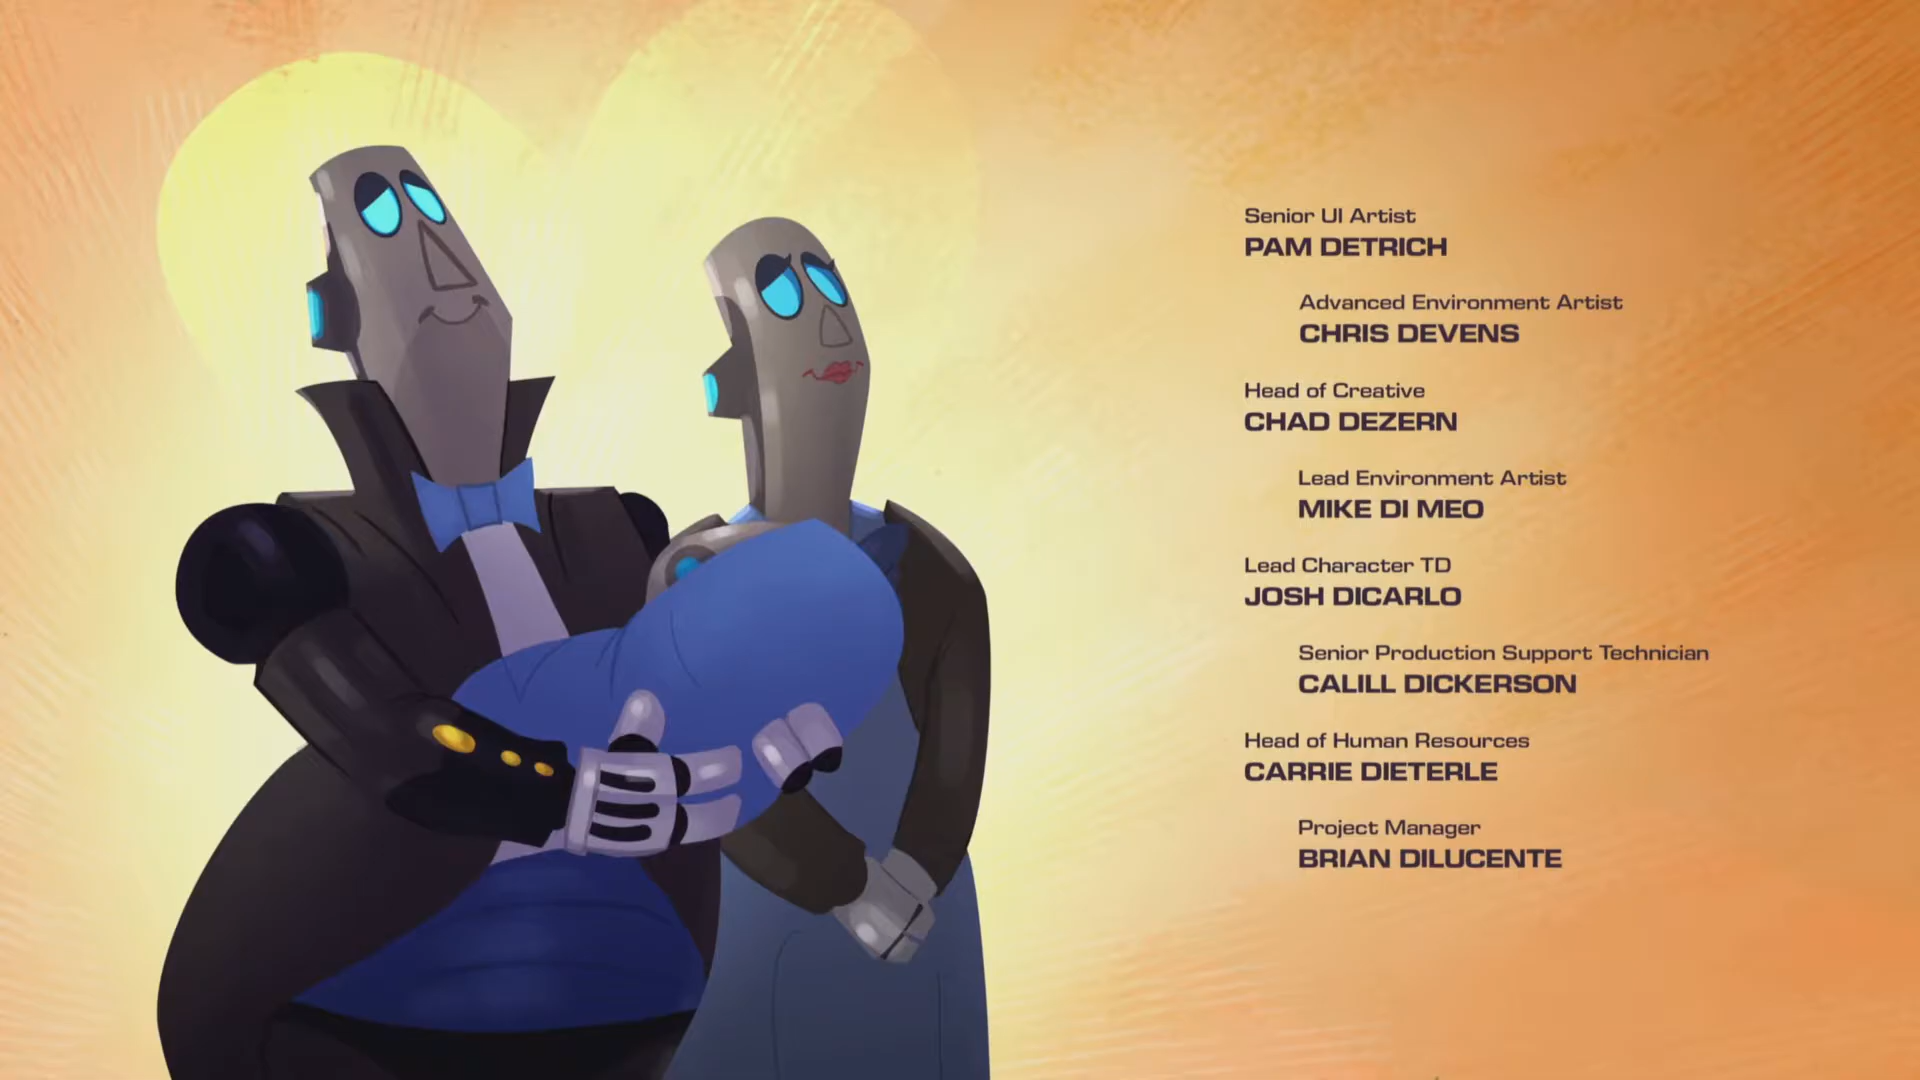 Senior UI Artist
PAM DETRICH
Advanced Environment Artist
CHRIS DEVENS
Head of Creative
CHAD DEZERN
Lead Environment Artist
MIKE DI MEO
Lead Character TD
JOSH DICARLO
Senior Production Support Technician
CALILL DICKERSON
Head of Human Resources
CARRIE DIETERLE
Project Manager
BRIAN DILUCENTE